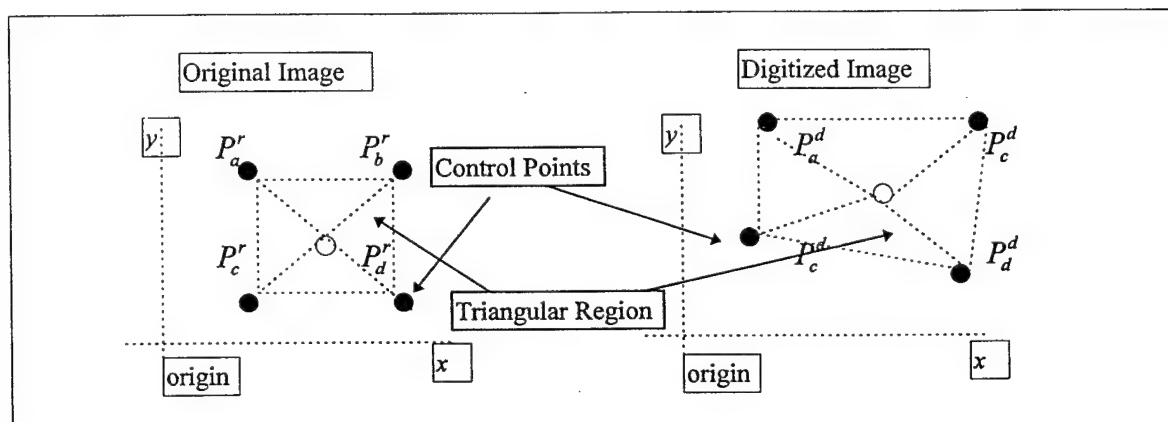 Original Image
Digitized Image
y
P_a^r
P_b^r
Control Points
y
P_a^d
P_c^d
P_c^r
P_d^r
P_c^d
P_d^d
Triangular Region
x
x
origin
origin